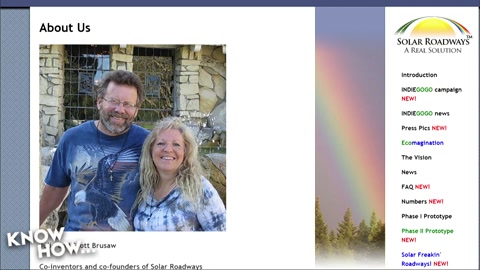 About Us
SOLAR ROADWAYS™
A REAL SOLUTION
Introduction
INDIEGOGO campaign
NEW!
INDIEGOGO news
Press Pics NEW!
Ecomagination
The Vision
News
FAQ NEW!
Numbers NEW!
Phase I Prototype
Phase II Prototype
NEW!
Solar Freakin'
Roadways! NEW!
KNOW
HOW...
Brusaw
Co-inventors and co-founders of Solar Roadways